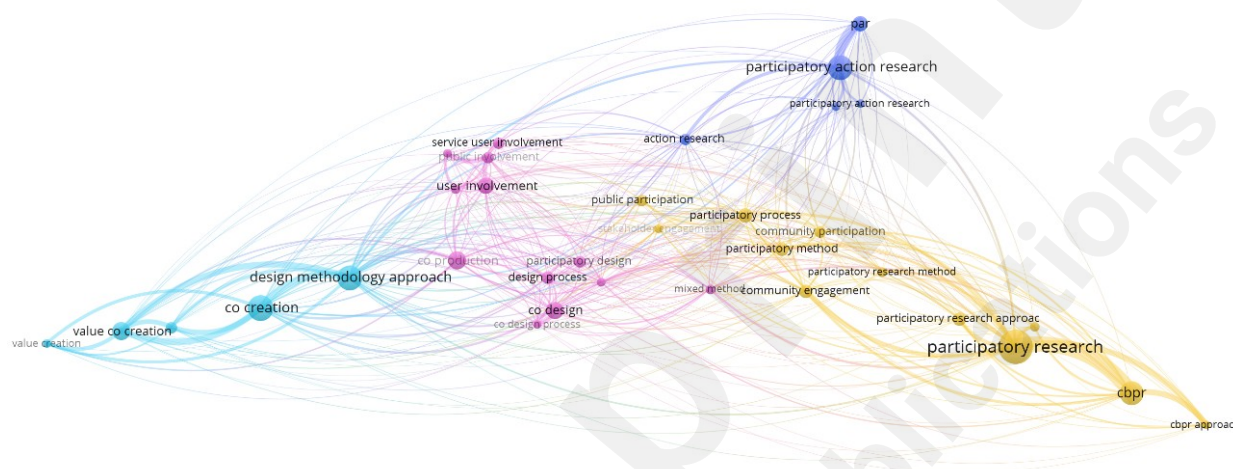 par
participatory action research
participatory action research
action research
service user involvement
public involvement
user involvement
public participation
participatory process
stakeholder engagement
community participation
participatory method
co production
participatory design
participatory research method
design methodology approach
design process
mixed method
community engagement
co creation
co design
participatory research approac
co design process
value co creation
value creation
participatory research
cbpr
cbpr approac